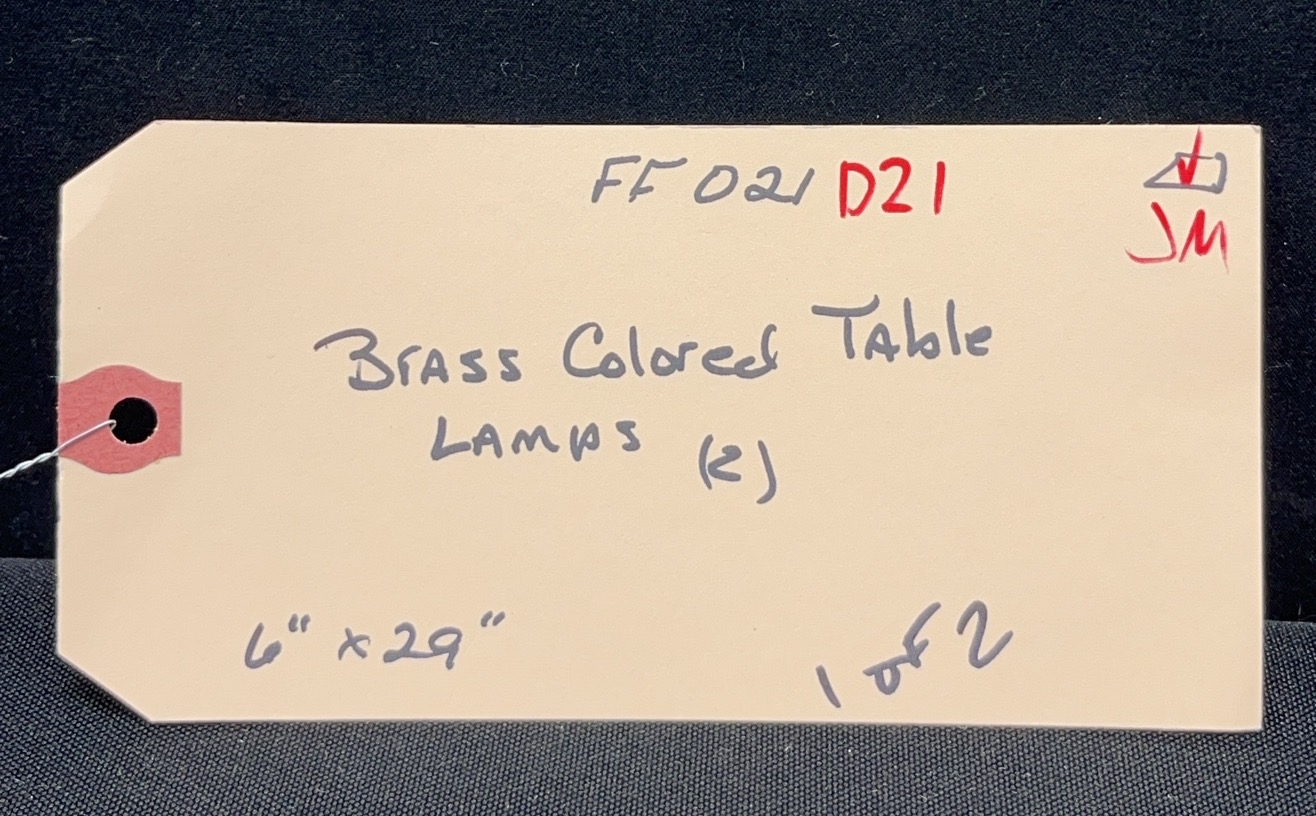 FF 021 D21
JM
Brass Colored Table
Lamps (2)
6" x 29"
1 of 2